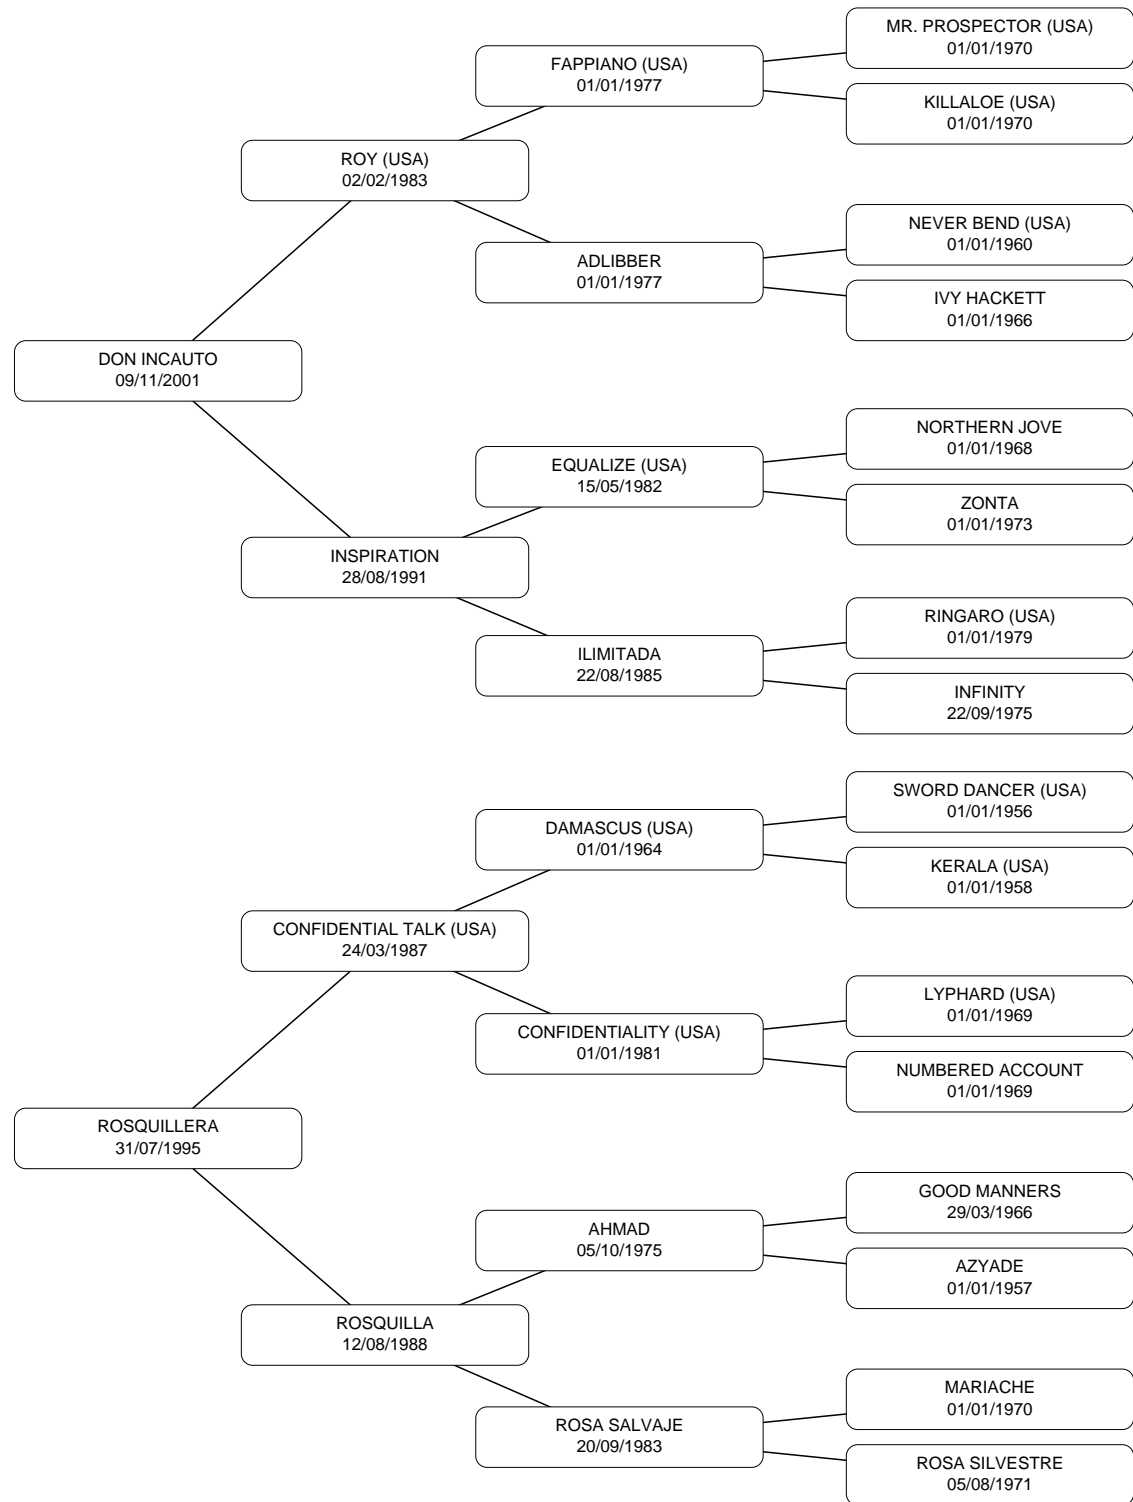 MR. PROSPECTOR (USA)
01/01/1970
FAPPIANO (USA)
01/01/1977
KILLALOE (USA)
01/01/1970
ROY (USA)
02/02/1983
NEVER BEND (USA)
01/01/1960
ADLIBBER
01/01/1977
IVY HACKETT
01/01/1966
DON INCAUTO
09/11/2001
NORTHERN JOVE
01/01/1968
EQUALIZE (USA)
15/05/1982
ZONTA
01/01/1973
INSPIRATION
28/08/1991
RINGARO (USA)
01/01/1979
ILIMITADA
22/08/1985
INFINITY
22/09/1975
SWORD DANCER (USA)
01/01/1956
DAMASCUS (USA)
01/01/1964
KERALA (USA)
01/01/1958
CONFIDENTIAL TALK (USA)
24/03/1987
LYPHARD (USA)
01/01/1969
CONFIDENTIALITY (USA)
01/01/1981
NUMBERED ACCOUNT
01/01/1969
ROSQUILLERA
31/07/1995
GOOD MANNERS
29/03/1966
AHMAD
05/10/1975
AZYADE
01/01/1957
ROSQUILLA
12/08/1988
MARIACHE
01/01/1970
ROSA SALVAJE
20/09/1983
ROSA SILVESTRE
05/08/1971